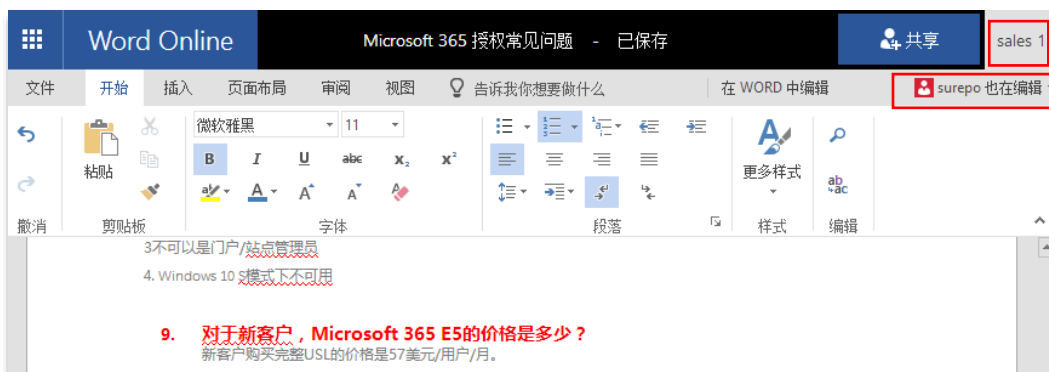 Word Online
Microsoft 365 授权常见问题 - 已保存
共享
sales 1
文件 开始 插入 页面布局 审阅 视图 告诉我你想要做什么 在 WORD 中编辑 surepo 也在编辑
微软雅黑 11
粘贴
B I U abc x₂ x²
更多样式
ab
ac
A A A
撤消 剪贴板 字体 段落 样式 编辑
3不可以是门户/站点管理员
4. Windows 10 S模式下不可用
9. 对于新客户，Microsoft 365 E5的价格是多少？
新客户购买完整USL的价格是57美元/用户/月。